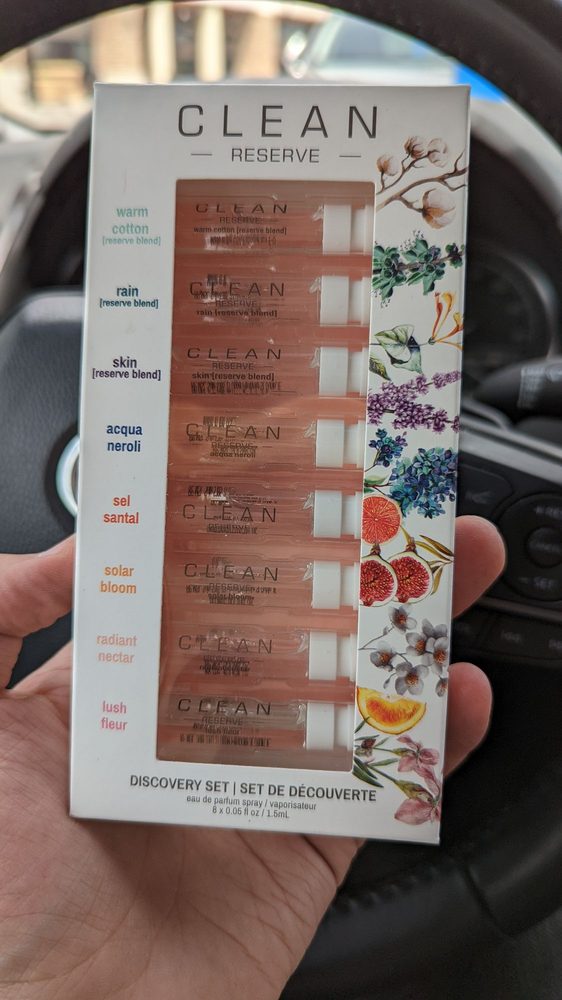 CLEAN
RESERVE
warm
cotton
[reserve blend]
rain
[reserve blend]
skin
[reserve blend]
acqua
neroli
sel
santal
solar
bloom
radiant
nectar
lush
fleur
CLEAN
RESERVE
warm cotton [reserve blend]
CLEAN
RESERVE
rain [reserve blend]
CLEAN
RESERVE
skin [reserve blend]
CLEAN
RESERVE
acqua neroli
CLEAN
RESERVE
CLEAN
RESERVE
solar bloom
CLEAN
CLEAN
RESERVE
DISCOVERY SET | SET DE DÉCOUVERTE
eau de parfum spray / vaporisateur
8 x 0.05 fl oz / 1.5mL